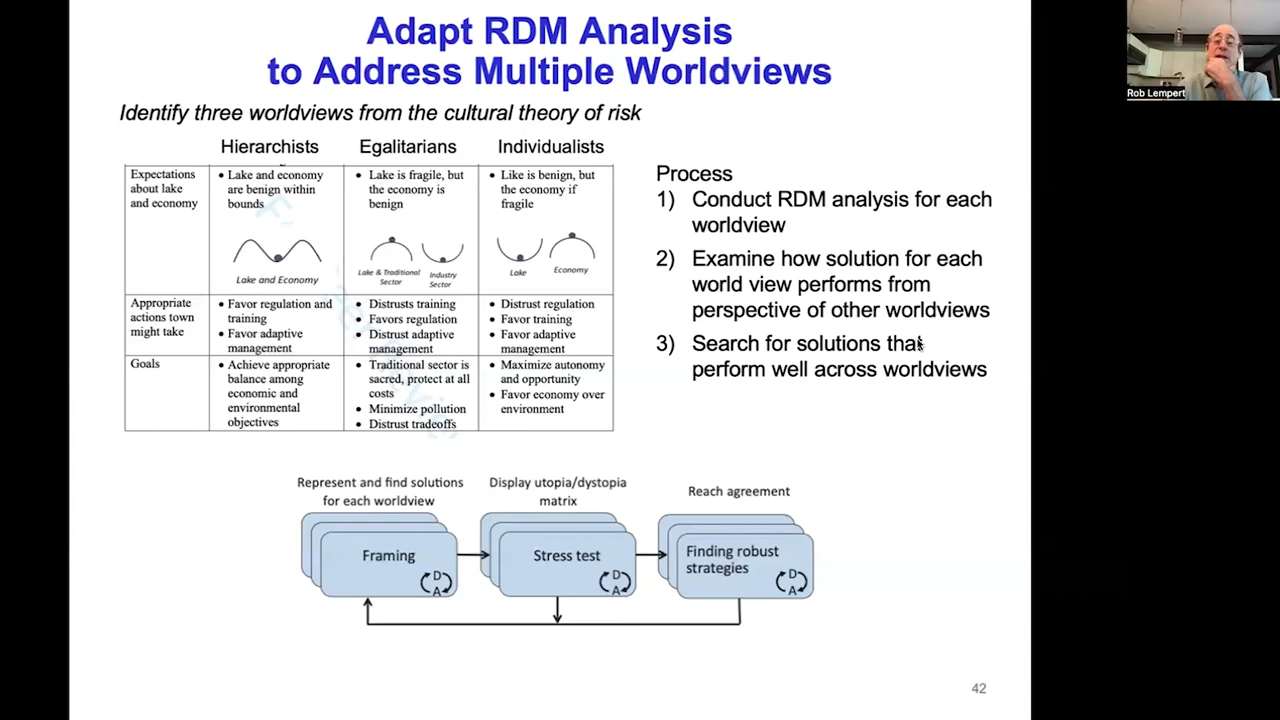 Adapt RDM Analysis
to Address Multiple Worldviews
Identify three worldviews from the cultural theory of risk
Hierarchists
Egalitarians
Individualists
Expectations
about lake
and economy
• Lake and economy
are benign within
bounds
Lake and Economy
• Lake is fragile, but
the economy is
benign
Lake & Traditional
Sector
Industry
Sector
• Like is benign, but
the economy if
fragile
Lake
Economy
Appropriate
actions town
might take
• Favor regulation and
training
• Favor adaptive
management
• Distrusts training
• Favors regulation
• Distrust adaptive
management
• Distrust regulation
• Favor training
• Favor adaptive
management
Goals
• Achieve appropriate
balance among
economic and
environmental
objectives
• Traditional sector is
sacred, protect at all
costs
• Minimize pollution
• Distrust tradeoffs
• Maximize autonomy
and opportunity
• Favor economy over
environment
Process
1) Conduct RDM analysis for each
worldview
2) Examine how solution for each
world view performs from
perspective of other worldviews
3) Search for solutions that
perform well across worldviews
Represent and find solutions
for each worldview
Display utopia/dystopia
matrix
Reach agreement
Framing
D
A
Stress test
D
A
Finding robust
strategies
D
A
42
Rob Lempert